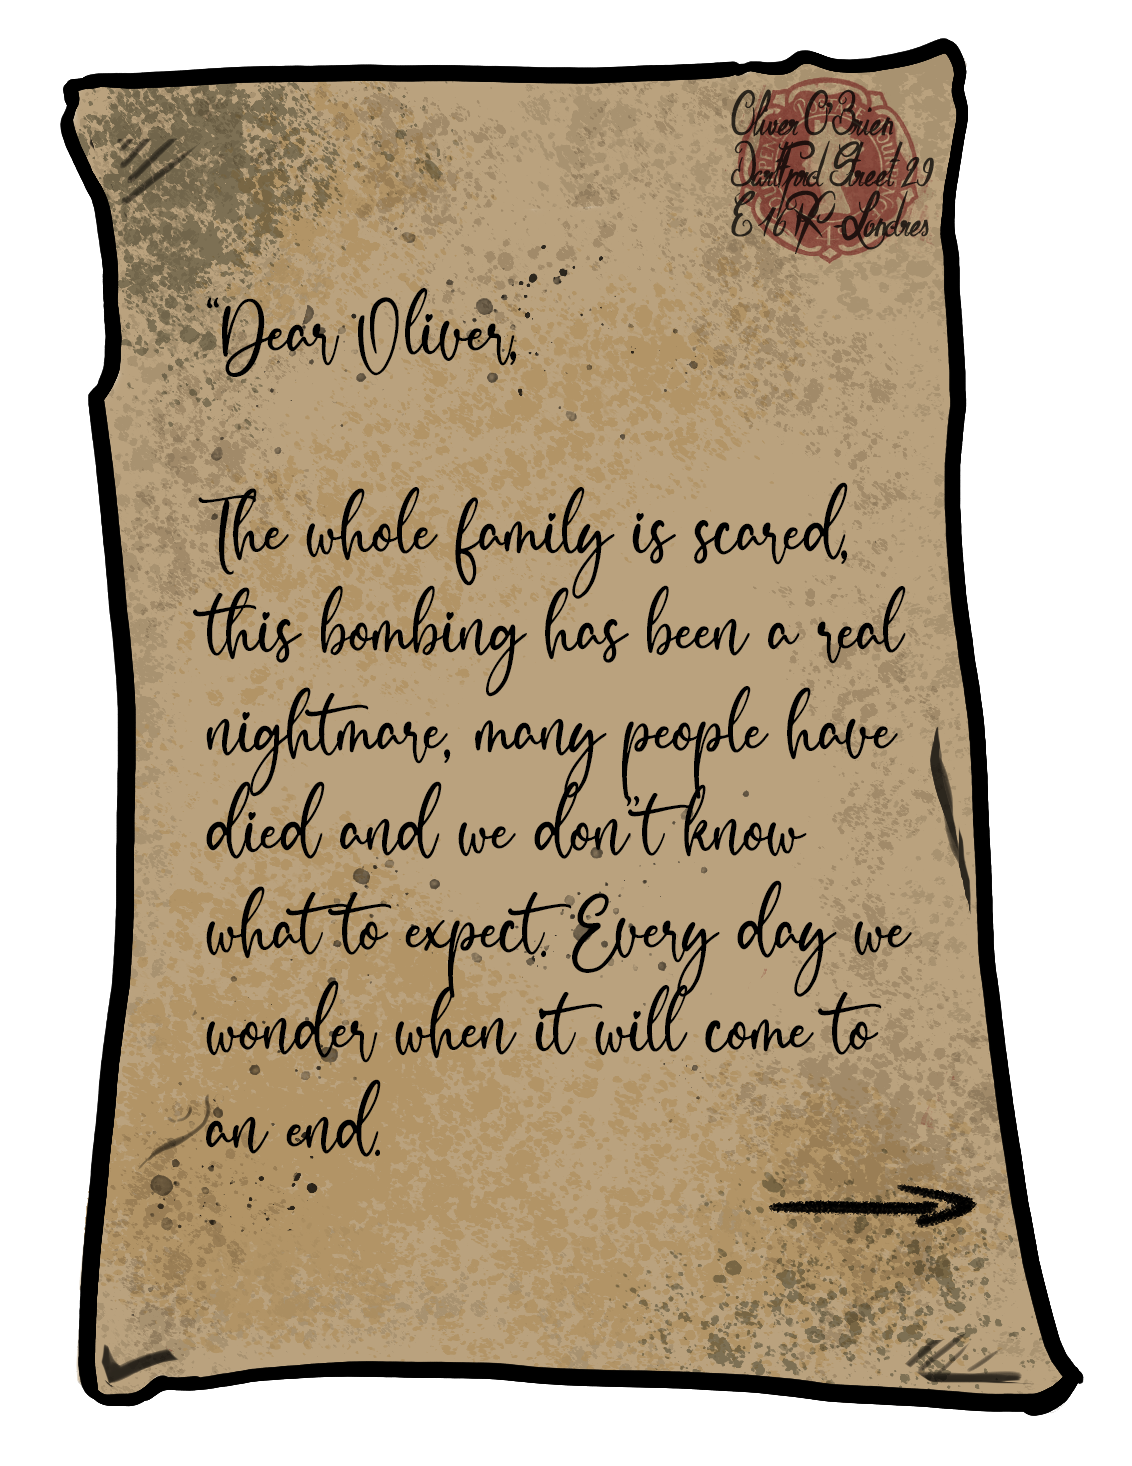 Oliver O'Brien
Dartford Street 29
E 16 RC - Londres
“Dear Oliver,
The whole family is scared,
this bombing has been a real
nightmare, many people have
died and we don”t know
what to expect. Every day we
wonder when it will come to
an end.